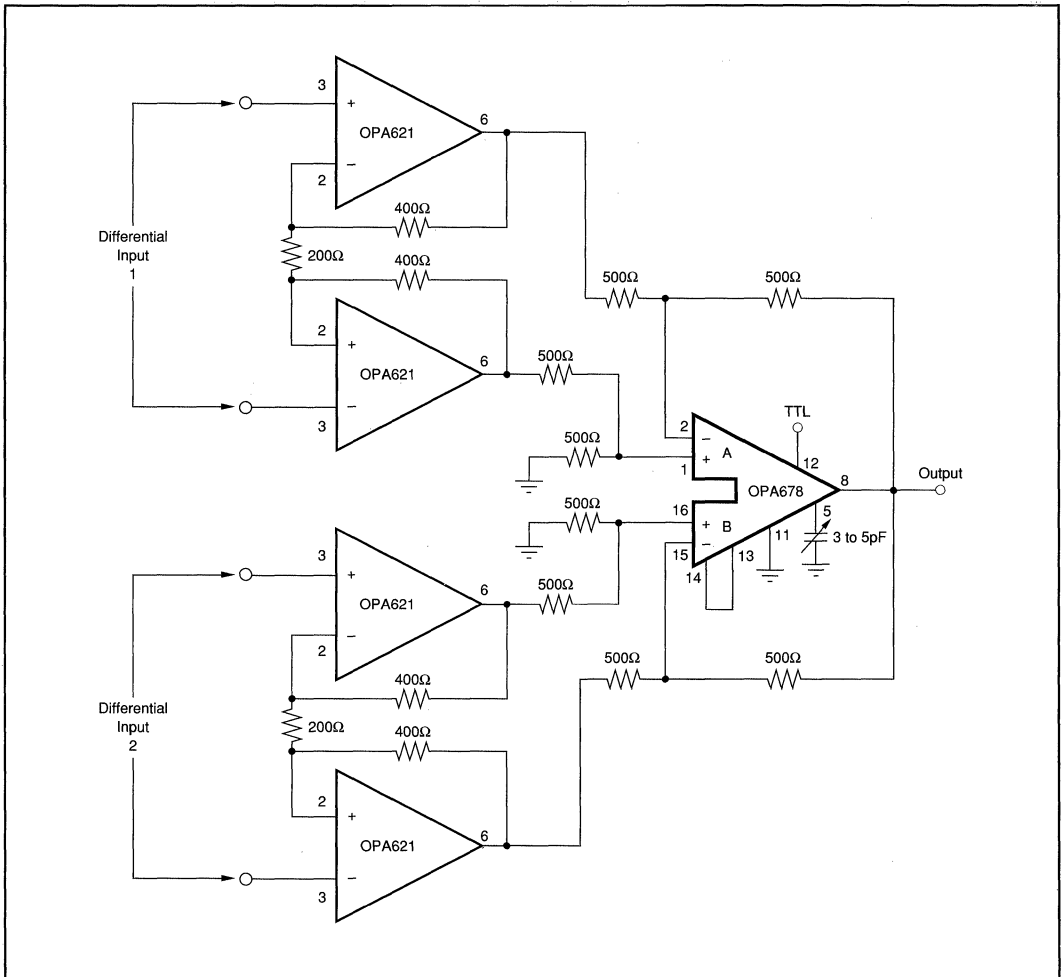 3
+
OPA621
6
−
2
400Ω
200Ω
400Ω
Differential
Input
1
2
+
OPA621
6
−
3
500Ω
500Ω
500Ω
500Ω
TTL
12
2
−
A
+
1
OPA678
8
Output
16
+
B
−
15
14
13
11
5
3 to 5pF
500Ω
500Ω
500Ω
500Ω
3
+
OPA621
6
−
2
400Ω
200Ω
400Ω
Differential
Input
2
2
+
OPA621
6
−
3